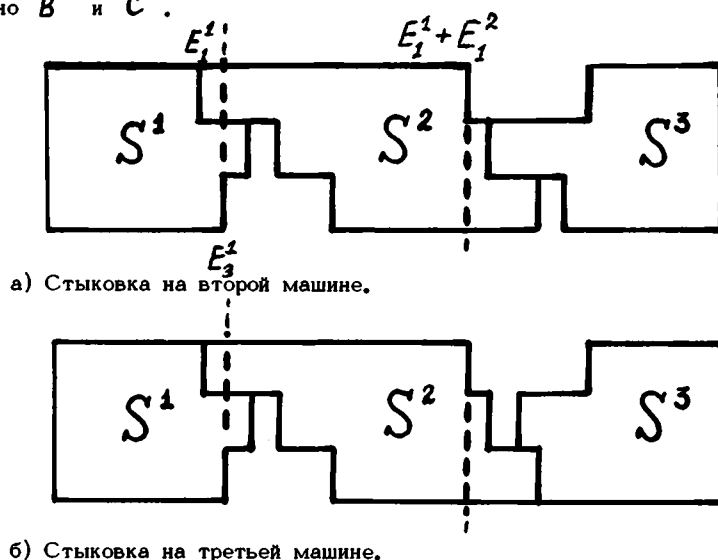 но B и C .
E₁¹ E₁¹ + E₁²
S¹ S² S³
E₃¹
а) Стыковка на второй машине.
S¹ S² S³
б) Стыковка на третьей машине.